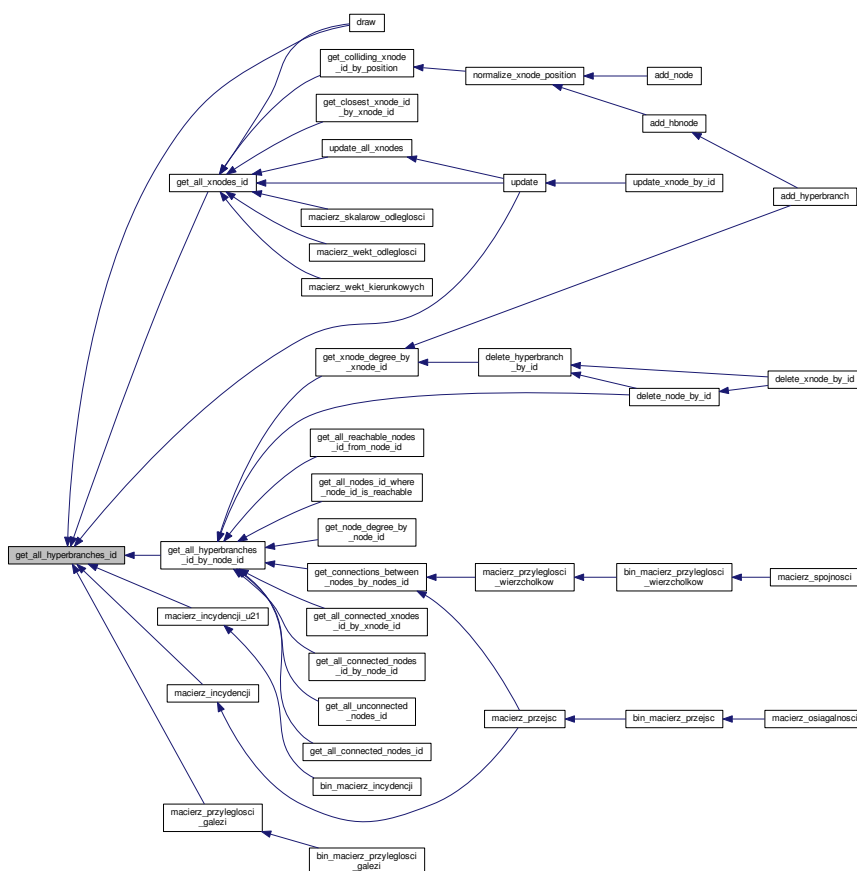 draw
get_colliding_xnode
_id_by_position
normalize_xnode_position
add_node
get_closest_xnode_id
_by_xnode_id
add_hbnode
update_all_xnodes
get_all_xnodes_id
update
update_xnode_by_id
add_hyperbranch
macierz_skalarow_odleglosci
macierz_wekt_odleglosci
macierz_wekt_kierunkowych
get_xnode_degree_by
_xnode_id
delete_hyperbranch
_by_id
delete_xnode_by_id
delete_node_by_id
get_all_reachable_nodes
_id_from_node_id
get_all_nodes_id_where
_node_id_is_reachable
get_node_degree_by
_node_id
get_all_hyperbranches_id
get_all_hyperbranches
_id_by_node_id
get_connections_between
_nodes_by_nodes_id
macierz_przyleglosci
_wierzcholkow
bin_macierz_przyleglosci
_wierzcholkow
macierz_spojnosci
macierz_incydencji_u21
get_all_connected_xnodes
_id_by_xnode_id
get_all_connected_nodes
_id_by_node_id
macierz_incydencji
get_all_unconnected
_nodes_id
macierz_przejsc
bin_macierz_przejsc
macierz_osiagalnosci
get_all_connected_nodes_id
bin_macierz_incydencji
macierz_przyleglosci
_galezi
bin_macierz_przyleglosci
_galezi